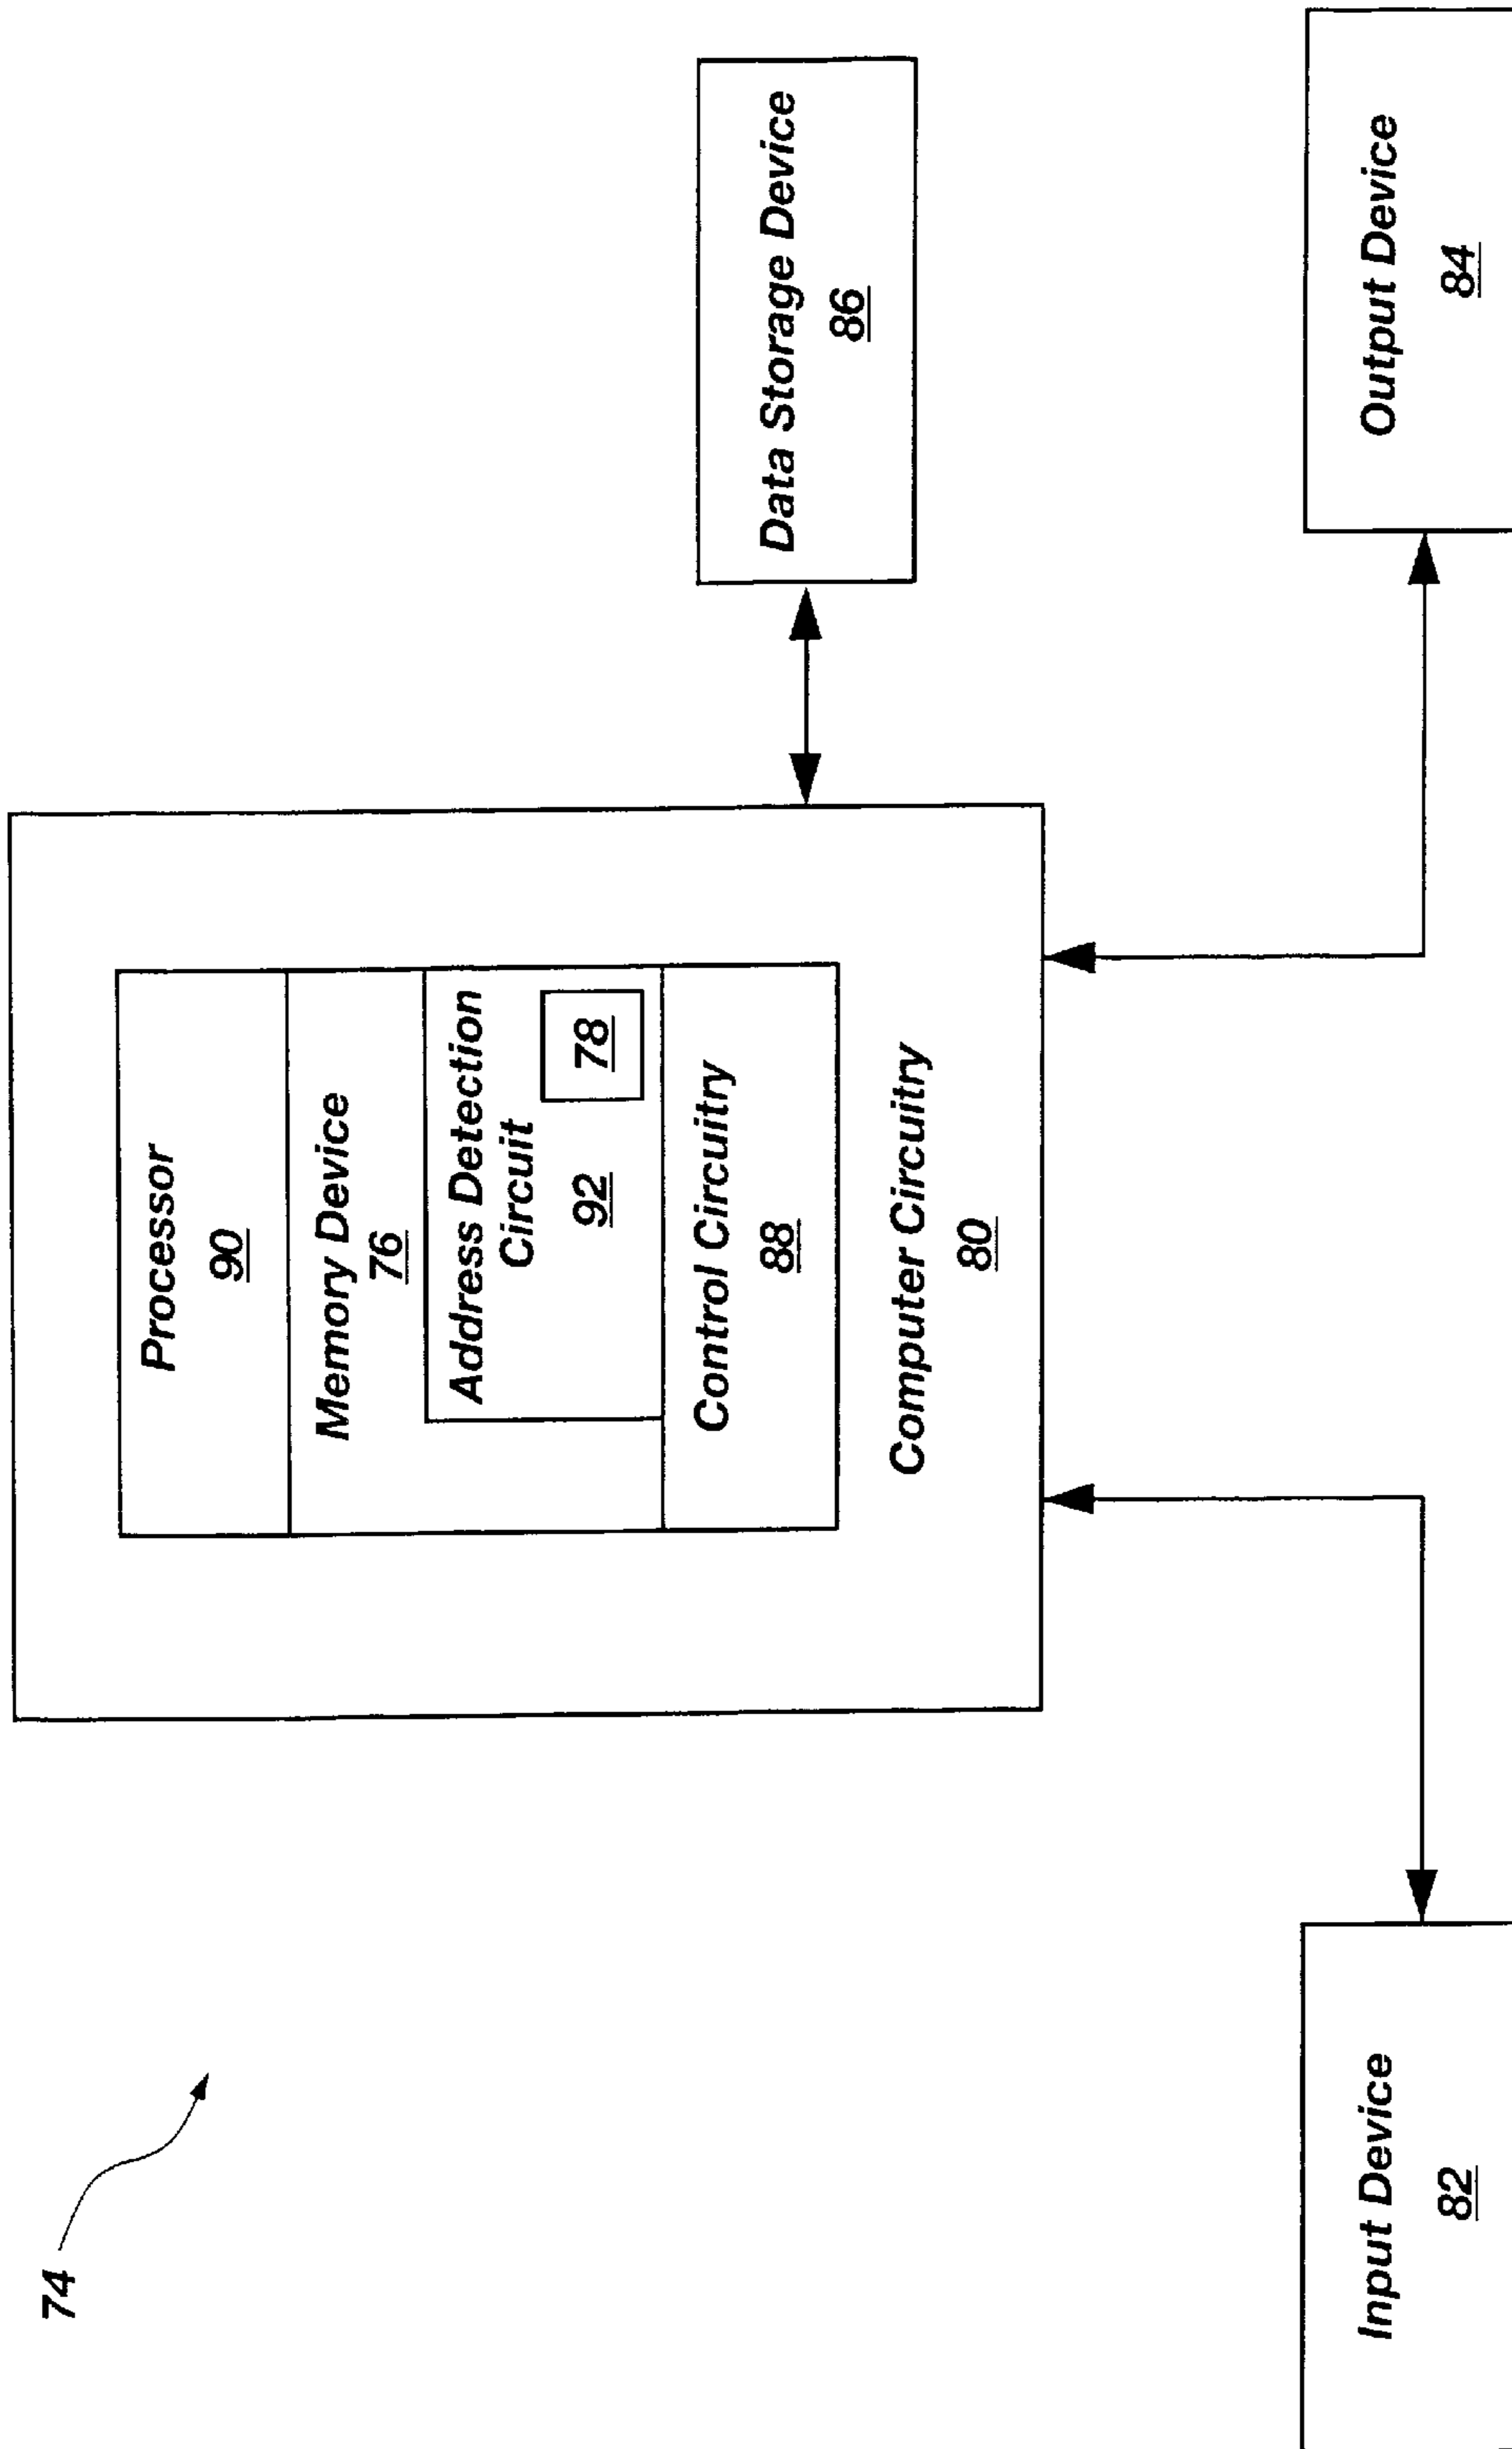 74
Processor
90
Memory Device
76
Address Detection
Circuit
92
78
Control Circuitry
88
Computer Circuitry
80
Data Storage Device
86
Input Device
82
Output Device
84